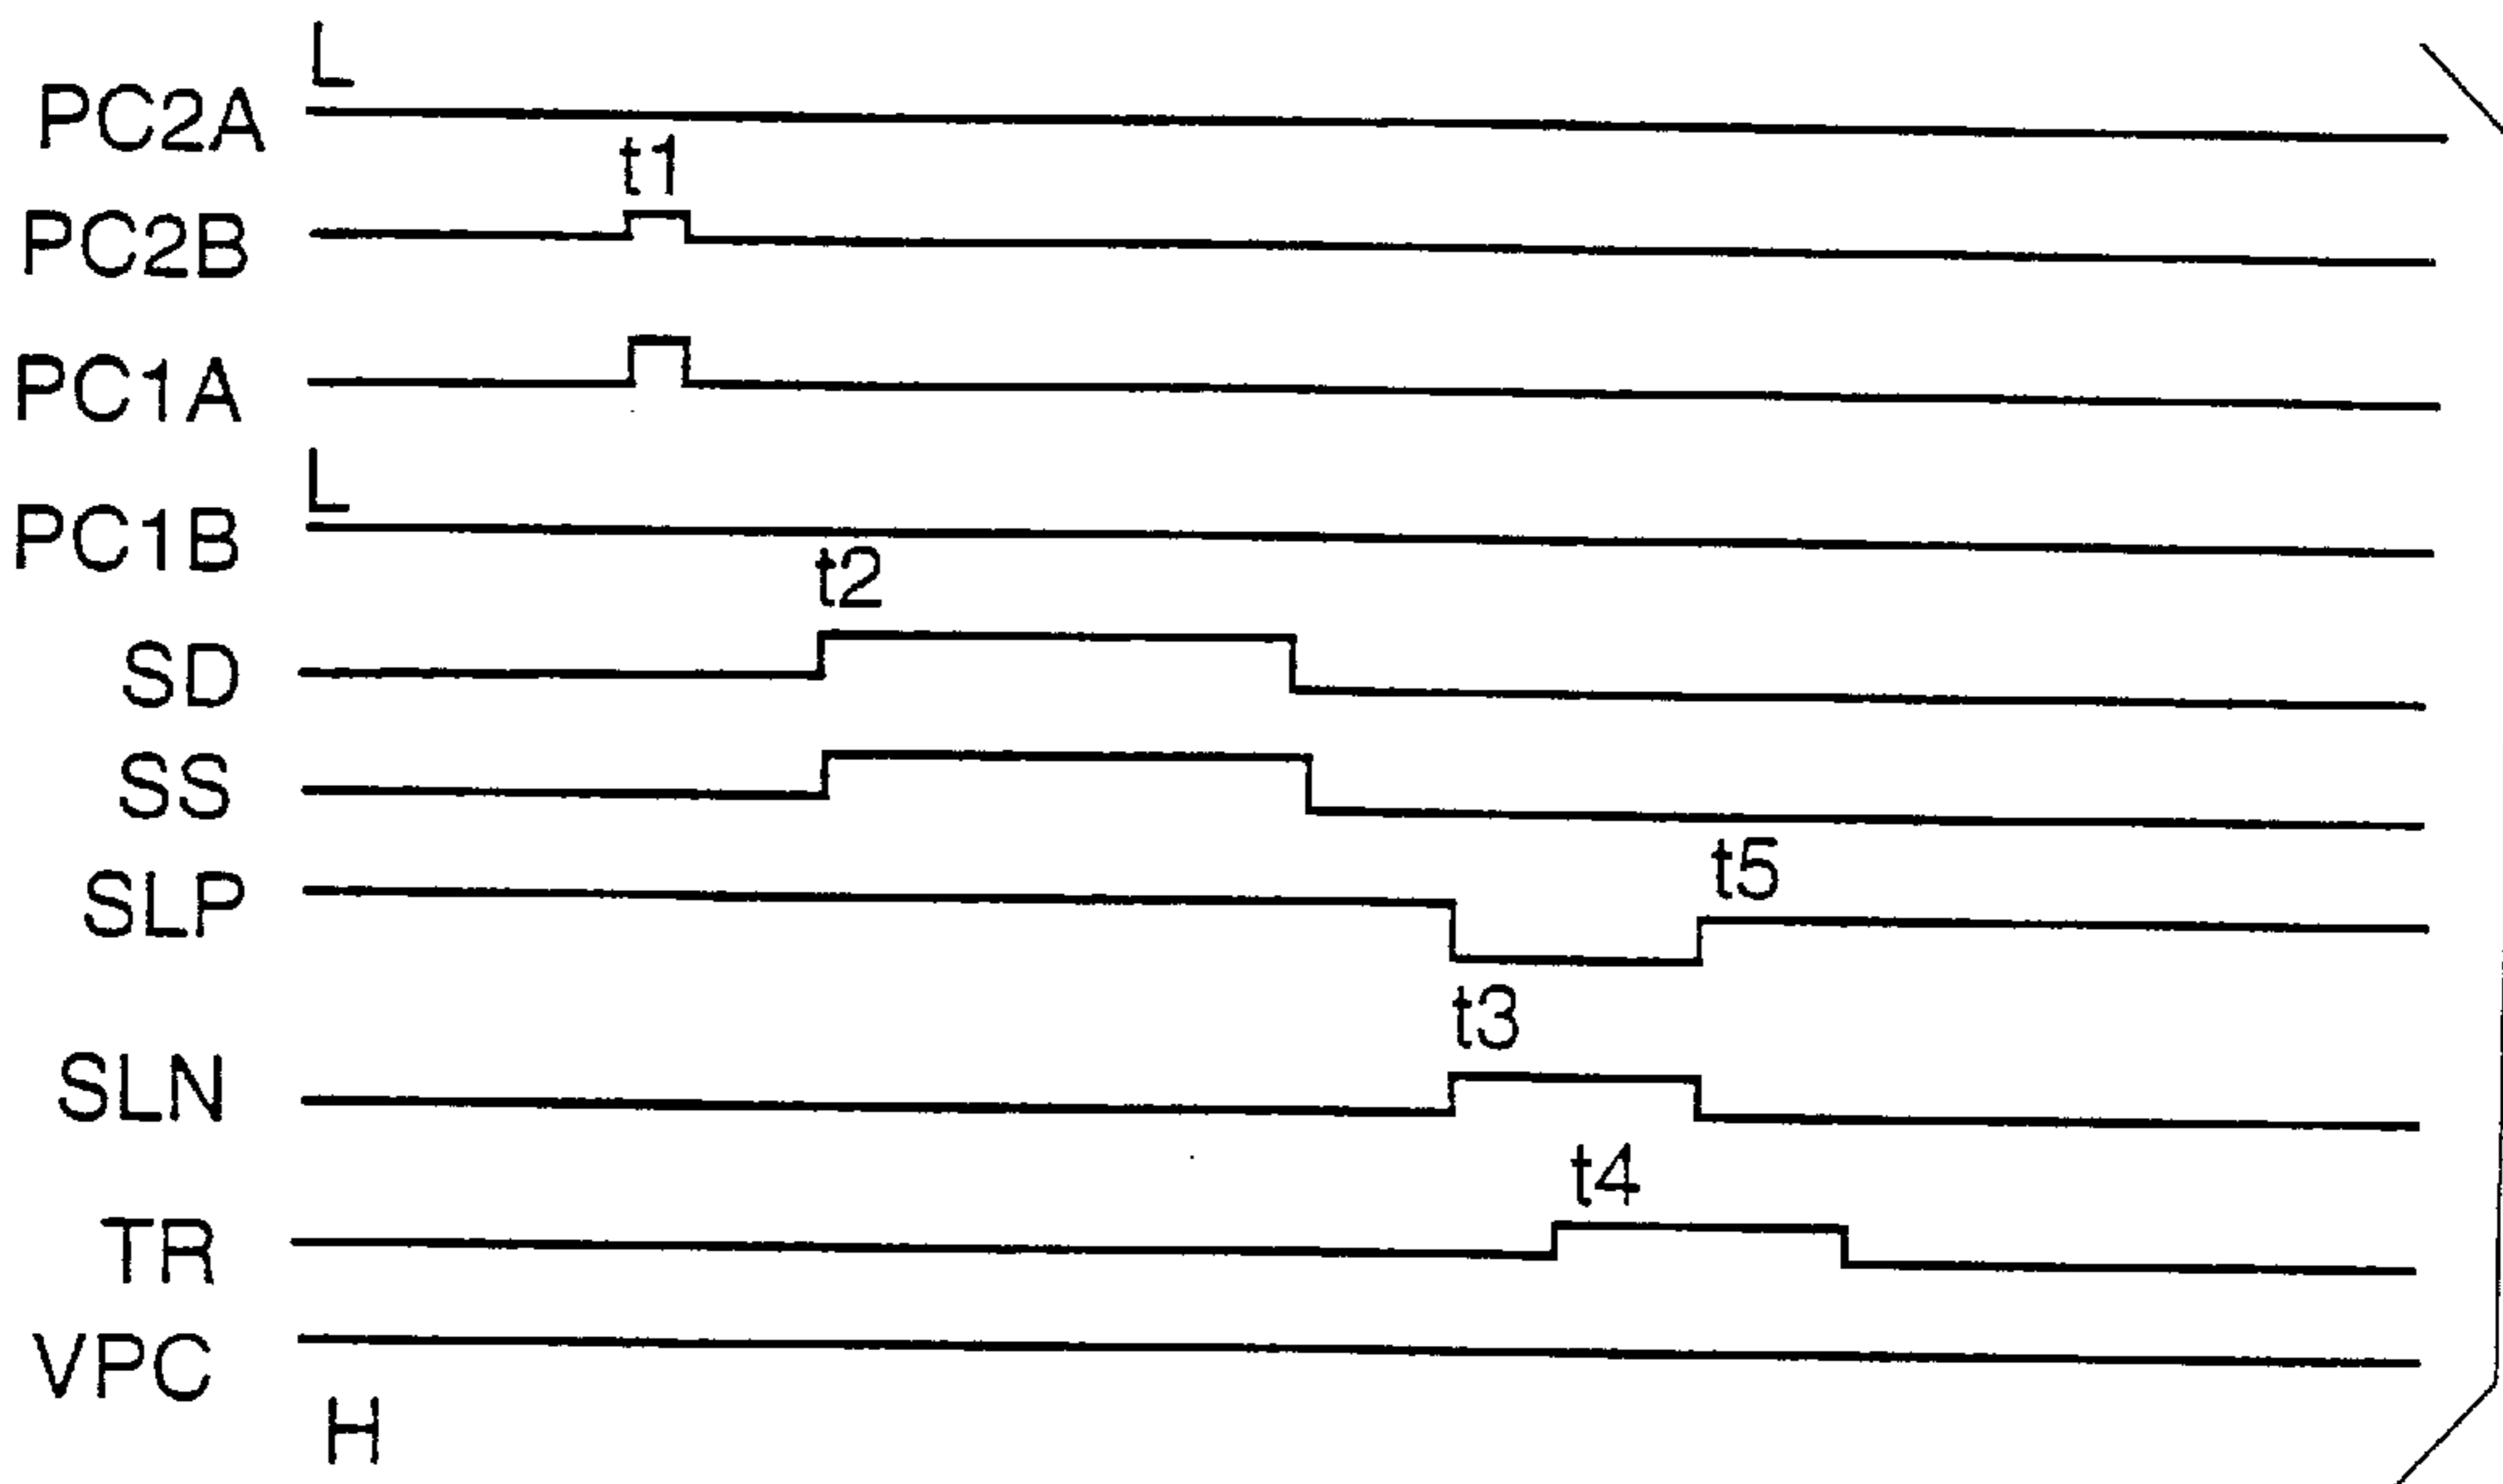 L
PC2A
t1
PC2B
PC1A
L
PC1B
t2
SD
SS
t5
SLP
t3
SLN
t4
TR
VPC
H